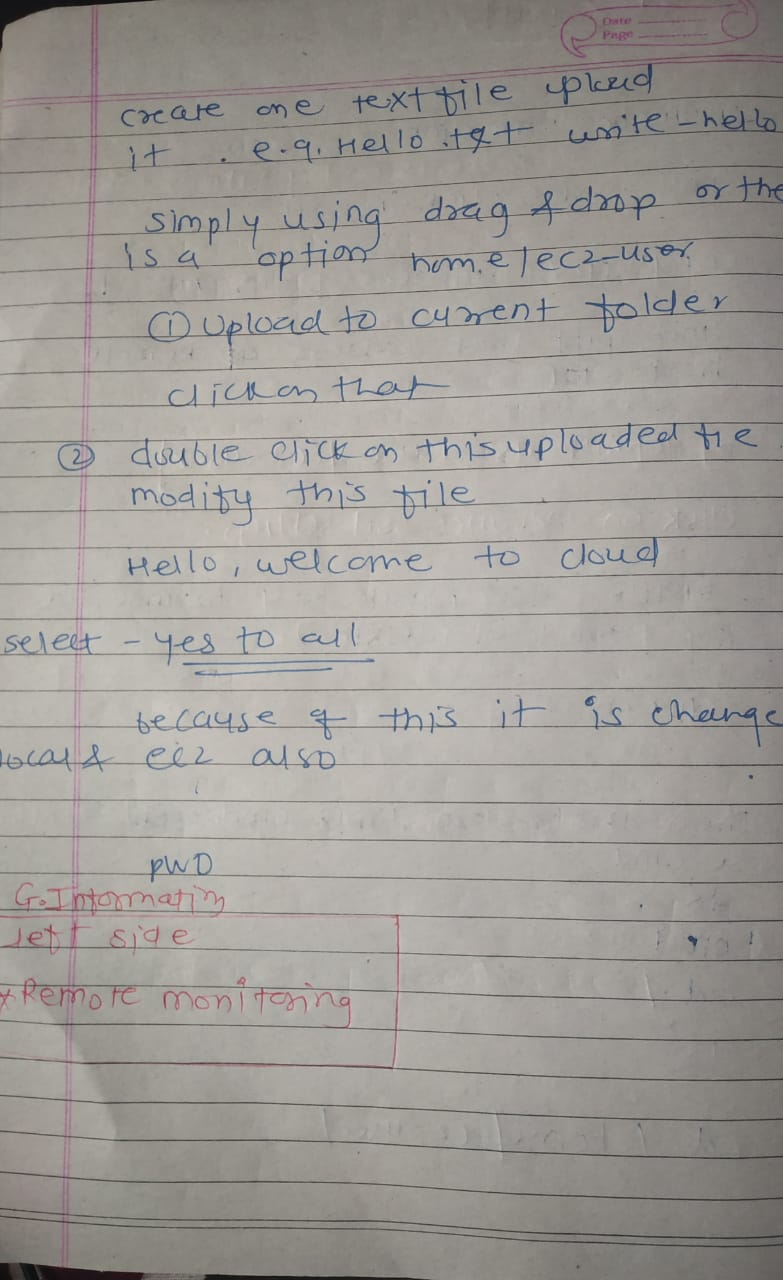 Date
Page
create one text file upload
it . e.g. Hello .txt write - hello
simply using drag & drop or the
is a option home/ec2-user
① Upload to current folder
click on that
② double click on this uploaded file
modify this file
Hello, welcome to cloud
select - yes to all
because of this it is change
local & ec2 also
PWD
G. Information
left side
* Remote monitoring